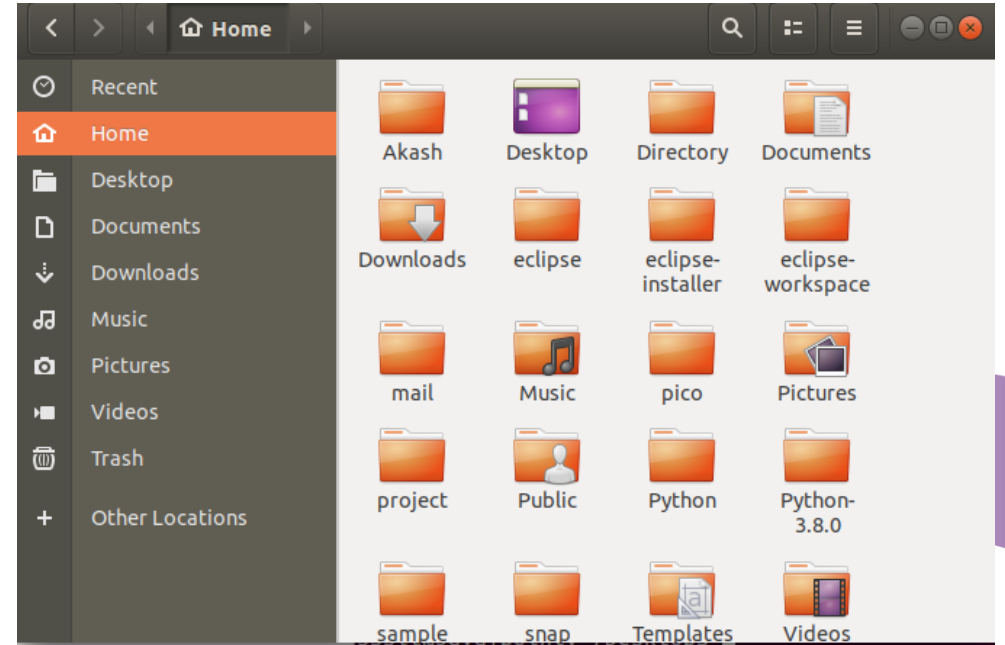 Home
Recent
Home
Desktop
Documents
Downloads
Music
Pictures
Videos
Trash
Other Locations
Akash Desktop Directory Documents
Downloads eclipse eclipse- eclipse-
installer workspace
mail Music pico Pictures
project Public Python Python-
3.8.0
sample snap Templates Videos